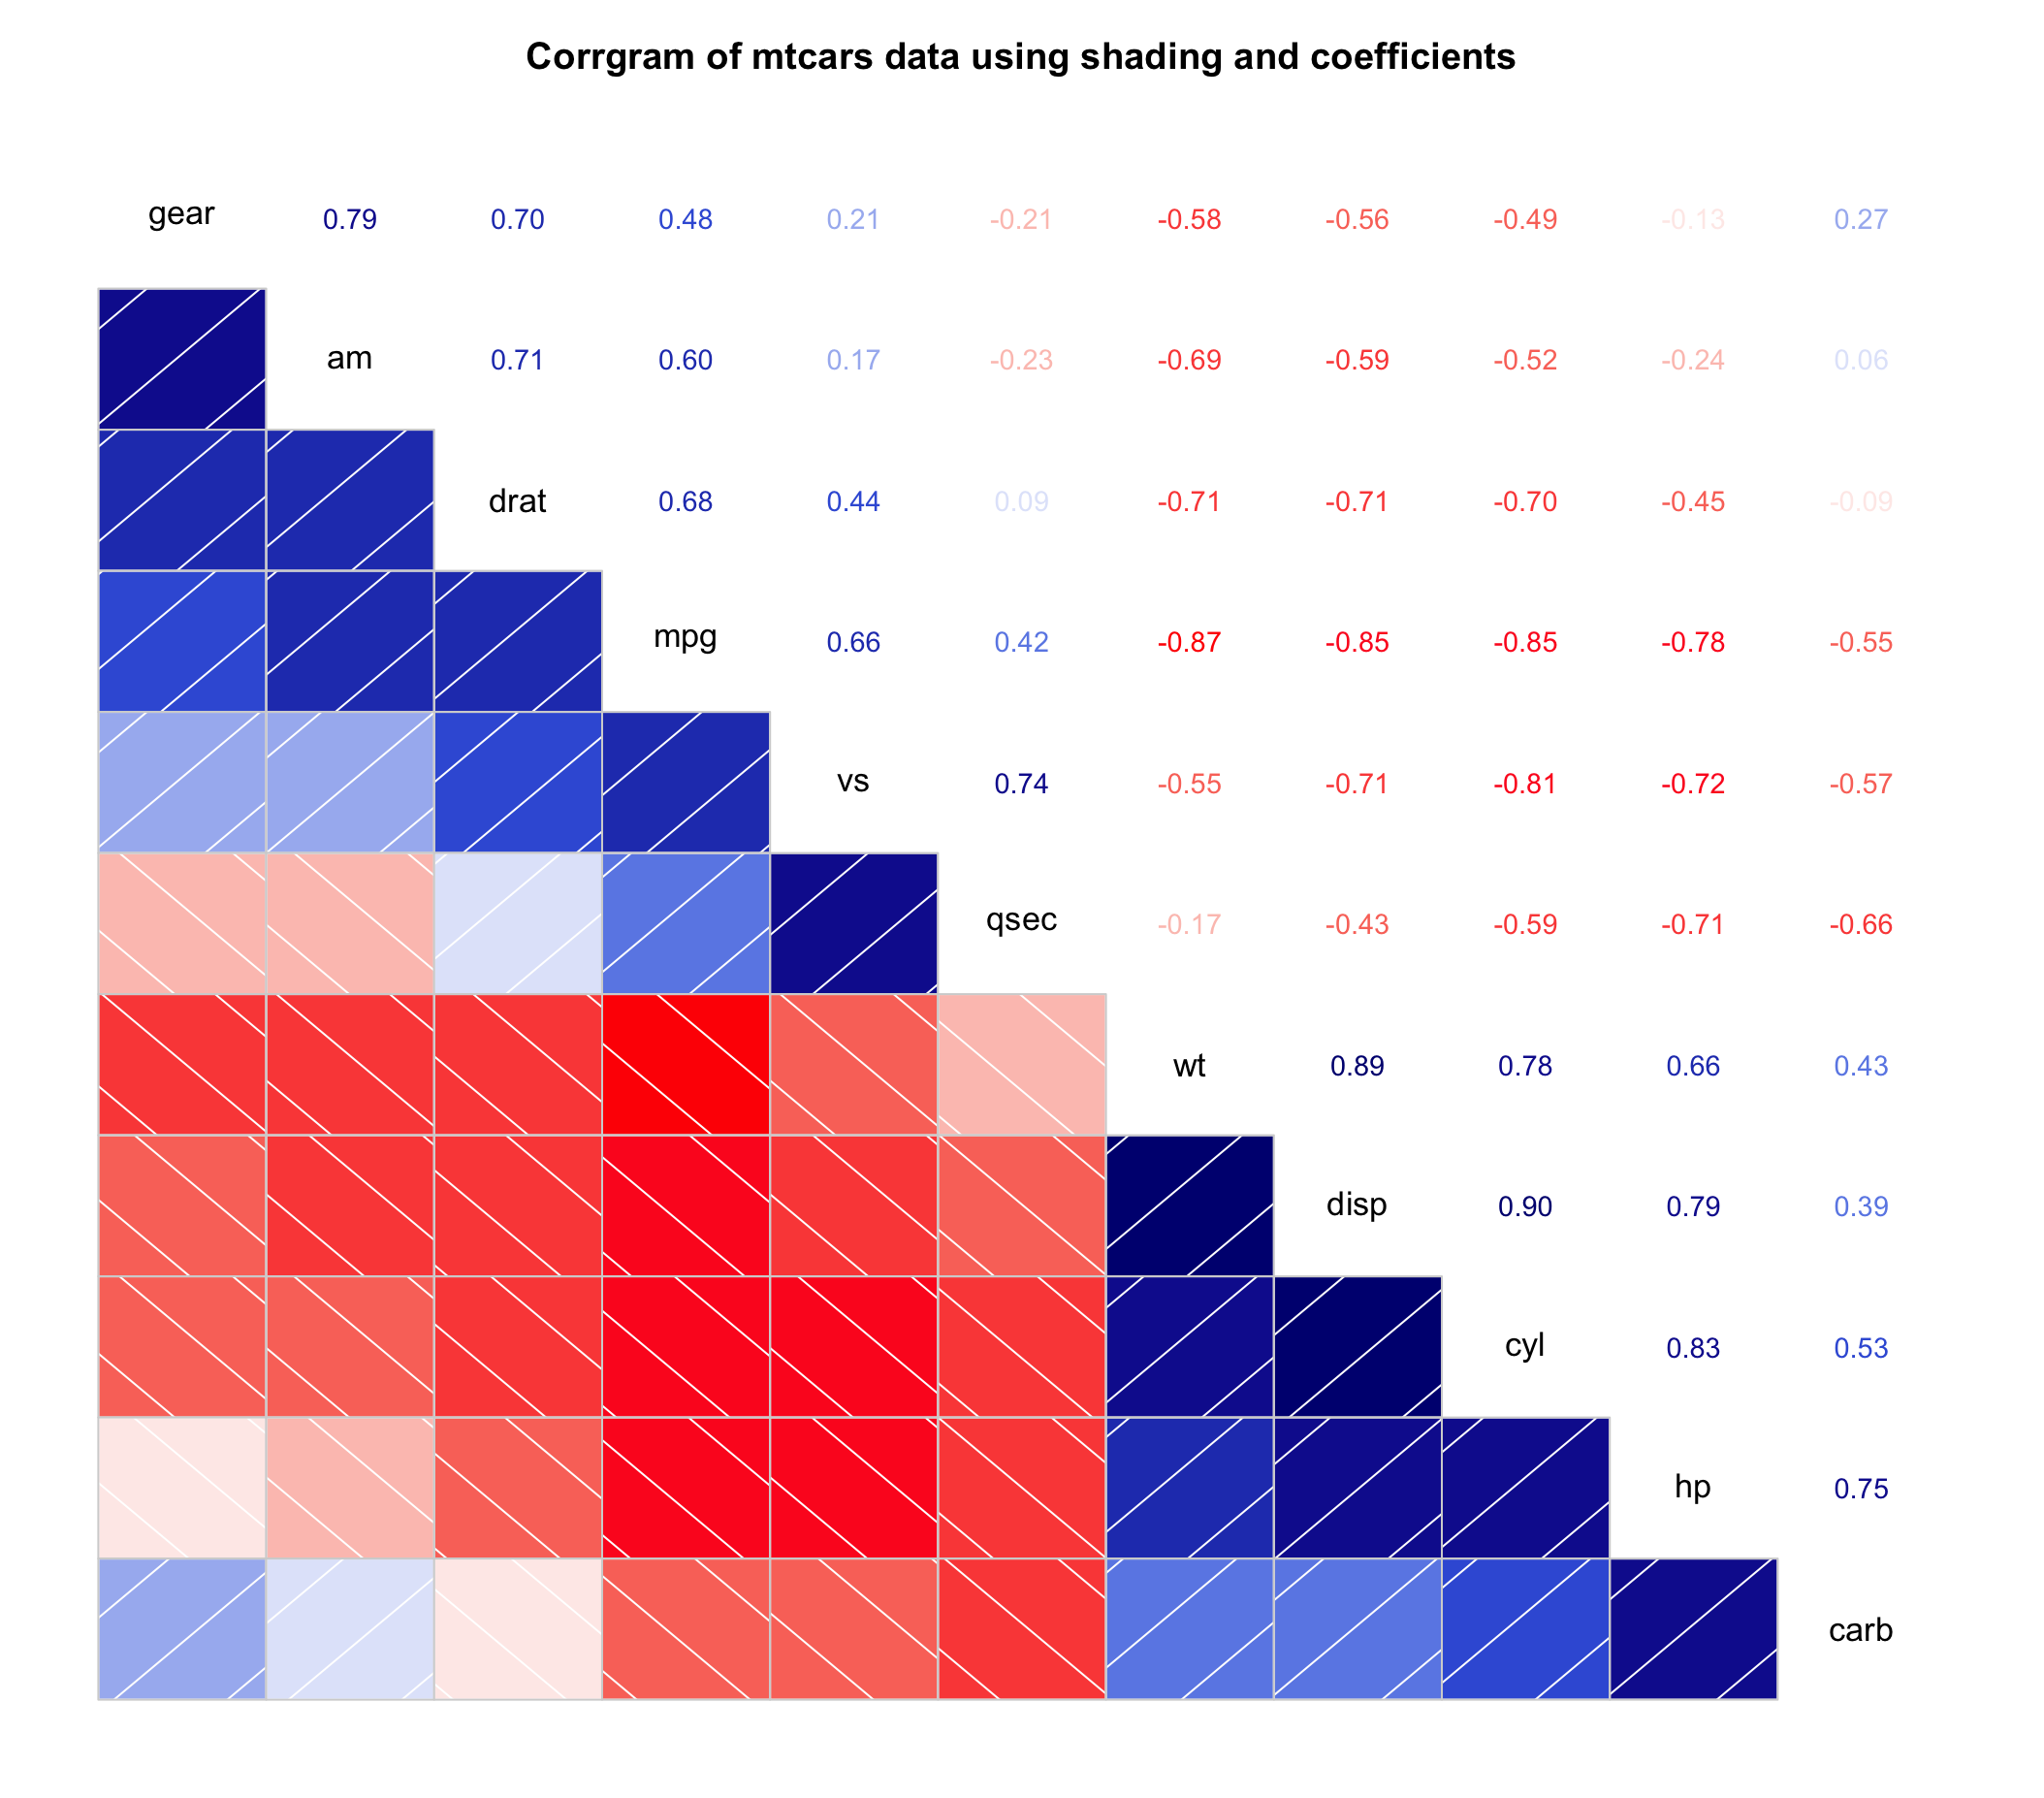 Corrgram of mtcars data using shading and coefficients
gear 0.79 0.70 0.48 0.21 -0.21 -0.58 -0.56 -0.49 -0.13 0.27
am 0.71 0.60 0.17 -0.23 -0.69 -0.59 -0.52 -0.24 0.06
drat 0.68 0.44 0.09 -0.71 -0.71 -0.70 -0.45 -0.09
mpg 0.66 0.42 -0.87 -0.85 -0.85 -0.78 -0.55
vs 0.74 -0.55 -0.71 -0.81 -0.72 -0.57
qsec -0.17 -0.43 -0.59 -0.71 -0.66
wt 0.89 0.78 0.66 0.43
disp 0.90 0.79 0.39
cyl 0.83 0.53
hp 0.75
carb